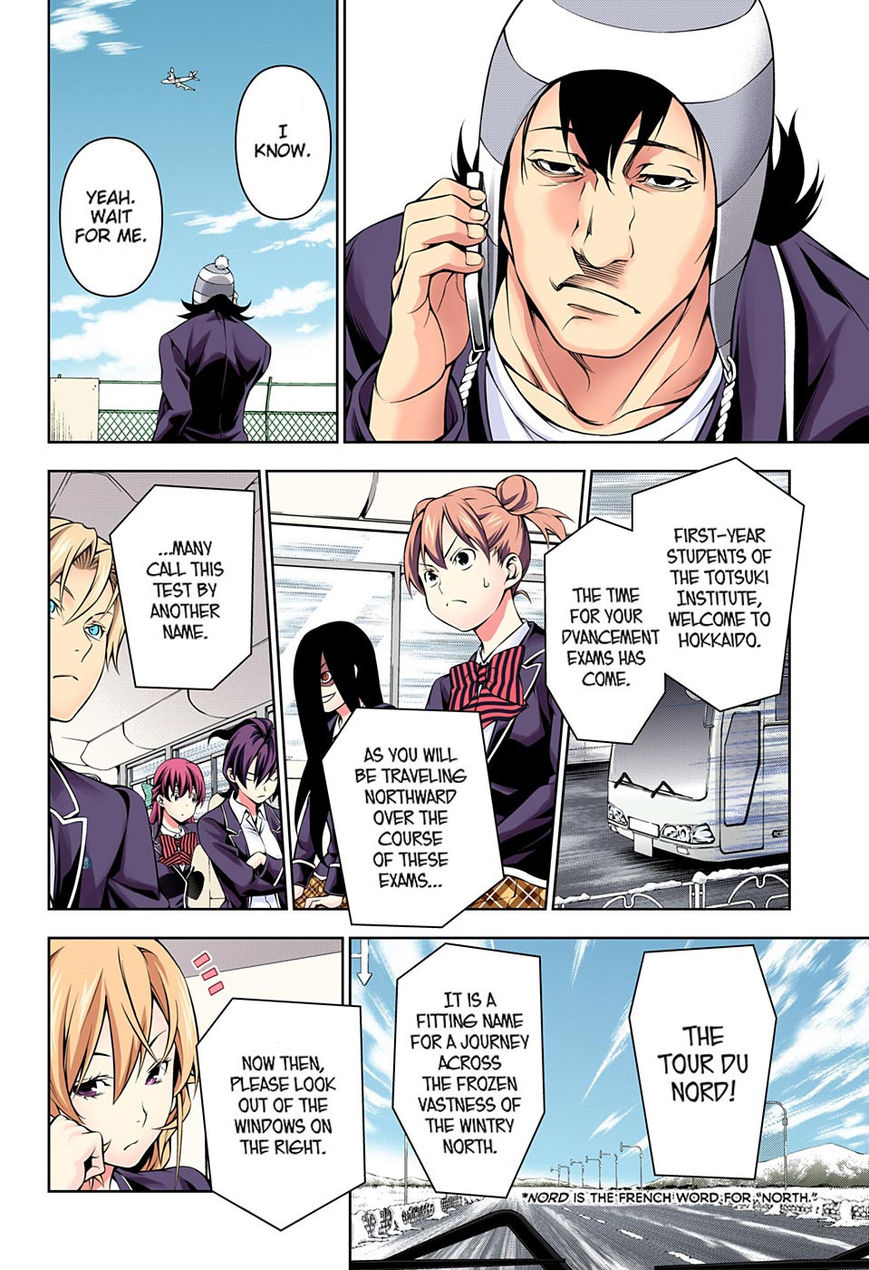 I
KNOW.
YEAH.
WAIT
FOR ME.
FIRST-YEAR
STUDENTS OF
THE TOTSUKI
INSTITUTE,
WELCOME TO
HOKKAIDO.
THE TIME
FOR YOUR
DVANCEMENT
EXAMS HAS
COME.
AS YOU WILL
BE TRAVELING
NORTHWARD
OVER THE
COURSE
OF THESE
EXAMS...
...MANY
CALL THIS
TEST BY
ANOTHER
NAME.
THE
TOUR DU
NORD!
*NORD IS THE FRENCH WORD FOR "NORTH."
IT IS A
FITTING NAME
FOR A JOURNEY
ACROSS
THE FROZEN
VASTNESS OF
THE WINTRY
NORTH.
NOW THEN,
PLEASE LOOK
OUT OF THE
WINDOWS ON
THE RIGHT.